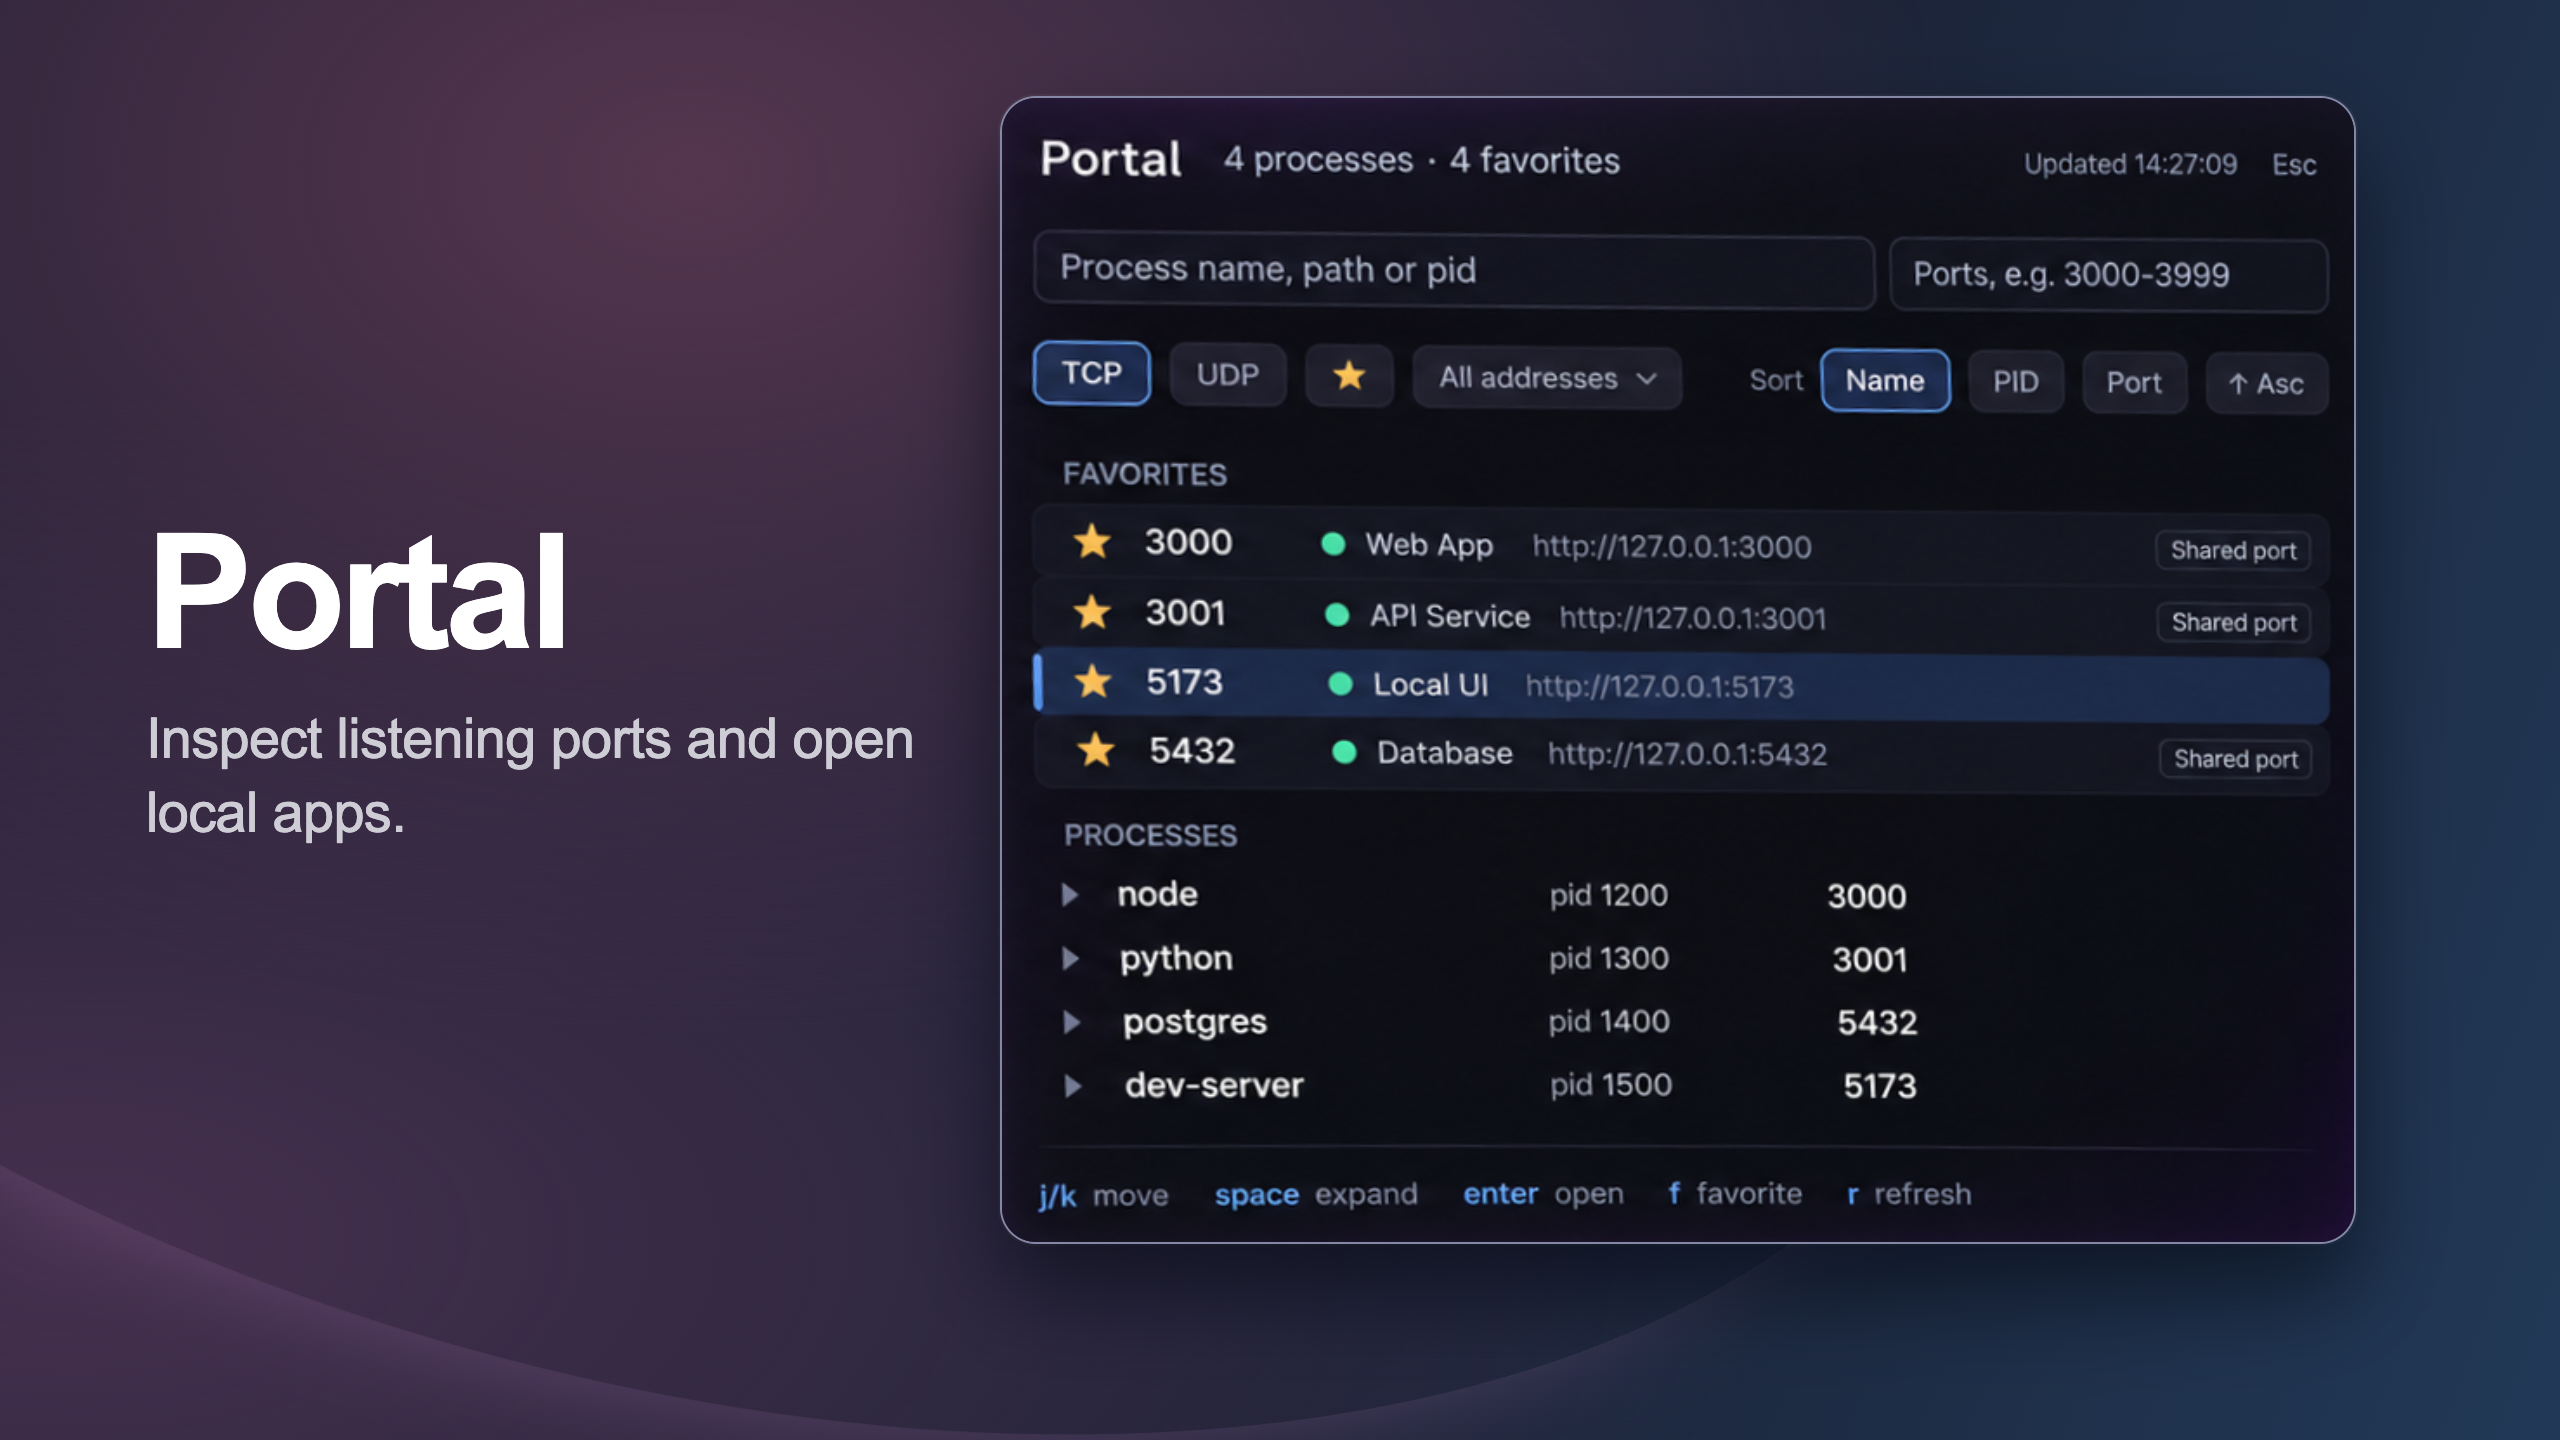 Portal
Inspect listening ports and open
local apps.
Portal 4 processes · 4 favorites Updated 14:27:09 Esc
Process name, path or pid Ports, e.g. 3000-3999
TCP UDP All addresses Sort Name PID Port ↑ Asc
FAVORITES
3000 Web App http://127.0.0.1:3000 Shared port
3001 API Service http://127.0.0.1:3001 Shared port
5173 Local UI http://127.0.0.1:5173
5432 Database http://127.0.0.1:5432 Shared port
PROCESSES
node pid 1200 3000
python pid 1300 3001
postgres pid 1400 5432
dev-server pid 1500 5173
j/k move space expand enter open f favorite r refresh